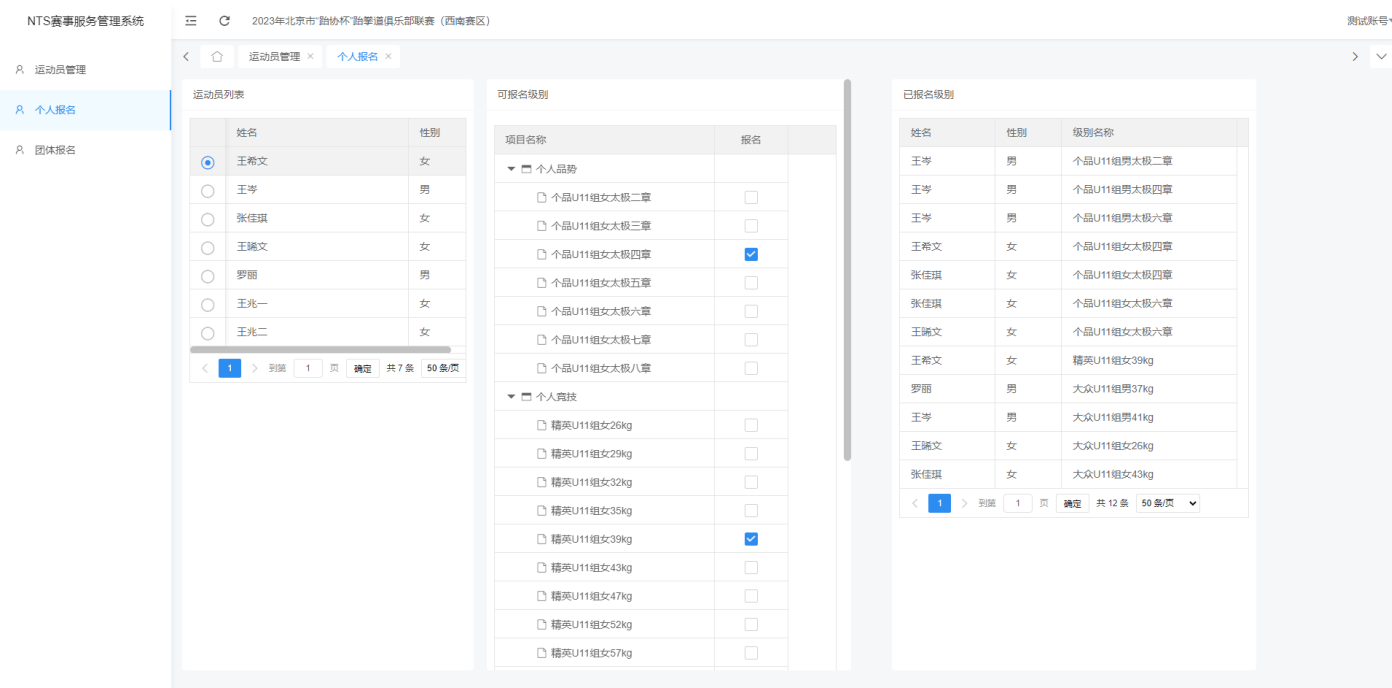 NTS赛事服务管理系统
2023年北京市"跆协杯"跆拳道俱乐部联赛（西南赛区）
测试账号
运动员管理
个人报名
团体报名
运动员管理 ×
个人报名 ×
运动员列表
姓名 性别
王希文 女
王岑 男
张佳琪 女
王晞文 女
罗丽 男
王兆一 女
王兆二 女
1 到第 1 页 确定 共 7 条 50 条/页
可报名级别
项目名称 报名
个人品势
个品U11组女太极二章
个品U11组女太极三章
个品U11组女太极四章
个品U11组女太极五章
个品U11组女太极六章
个品U11组女太极七章
个品U11组女太极八章
个人竞技
精英U11组女26kg
精英U11组女29kg
精英U11组女32kg
精英U11组女35kg
精英U11组女39kg
精英U11组女43kg
精英U11组女47kg
精英U11组女52kg
精英U11组女57kg
已报名级别
姓名 性别 级别名称
王岑 男 个品U11组男太极二章
王岑 男 个品U11组男太极四章
王岑 男 个品U11组男太极六章
王希文 女 个品U11组女太极四章
张佳琪 女 个品U11组女太极四章
张佳琪 女 个品U11组女太极六章
王晞文 女 个品U11组女太极六章
王希文 女 精英U11组女39kg
罗丽 男 大众U11组男37kg
王岑 男 大众U11组男41kg
王晞文 女 大众U11组女26kg
张佳琪 女 大众U11组女43kg
1 到第 1 页 确定 共 12 条 50 条/页